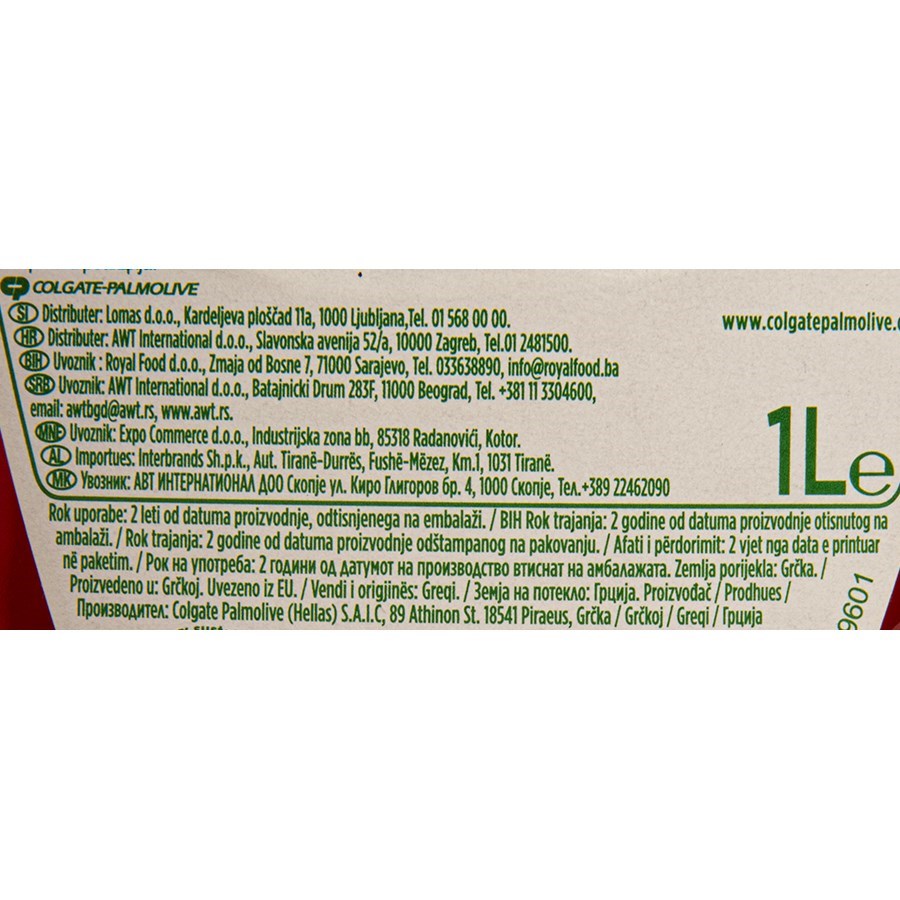 COLGATE-PALMOLIVE
SI Distributer: Lomas d.o.o., Kardeljeva ploščad 11a, 1000 Ljubljana,Tel. 01 568 00 00.
www.colgatepalmolive.
HR Distributer: AWT International d.o.o., Slavonska avenija 52/a, 10000 Zagreb, Tel.01 2481500.
BIH Uvoznik : Royal Food d.o.o., Zmaja od Bosne 7, 71000 Sarajevo, Tel. 033638890, info@royalfood.ba
SRB Uvoznik: AWT International d.o.o., Batajnicki Drum 283F, 11000 Beograd, Tel. +381 11 3304600,
email: awtbgd@awt.rs, www.awt.rs.
MNE Uvoznik: Expo Commerce d.o.o., Industrijska zona bb, 85318 Radanovići, Kotor.
AL Importues: Interbrands Sh.p.k., Aut. Tiranë-Durrës, Fushë-Mëzez, Km.1, 1031 Tiranë.
MK Увозник: АВТ ИНТЕРНАТИОНАЛ ДОО Скопје ул. Киро Глигоров бр. 4, 1000 Скопје, Тел.+389 22462090
1L e
Rok uporabe: 2 leti od datuma proizvodnje, odtisnjenega na embalaži. / BIH Rok trajanja: 2 godine od datuma proizvodnje otisnutog na
ambalaži. / Rok trajanja: 2 godine od datuma proizvodnje odštampanog na pakovanju. / Afati i përdorimit: 2 vjet nga data e printuar
në paketim. / Рок на употреба: 2 години од датумот на производство втиснат на амбалажата. Zemlja porijekla: Grčka. /
Proizvedeno u: Grčkoj. Uvezeno iz EU. / Vendi i origjinës: Greqi. / Земја на потекло: Грција. Proizvođač / Prodhues /
Производител: Colgate Palmolive (Hellas) S.A.I.C, 89 Athinon St. 18541 Piraeus, Grčka / Grčkoj / Greqi / Грција
9601